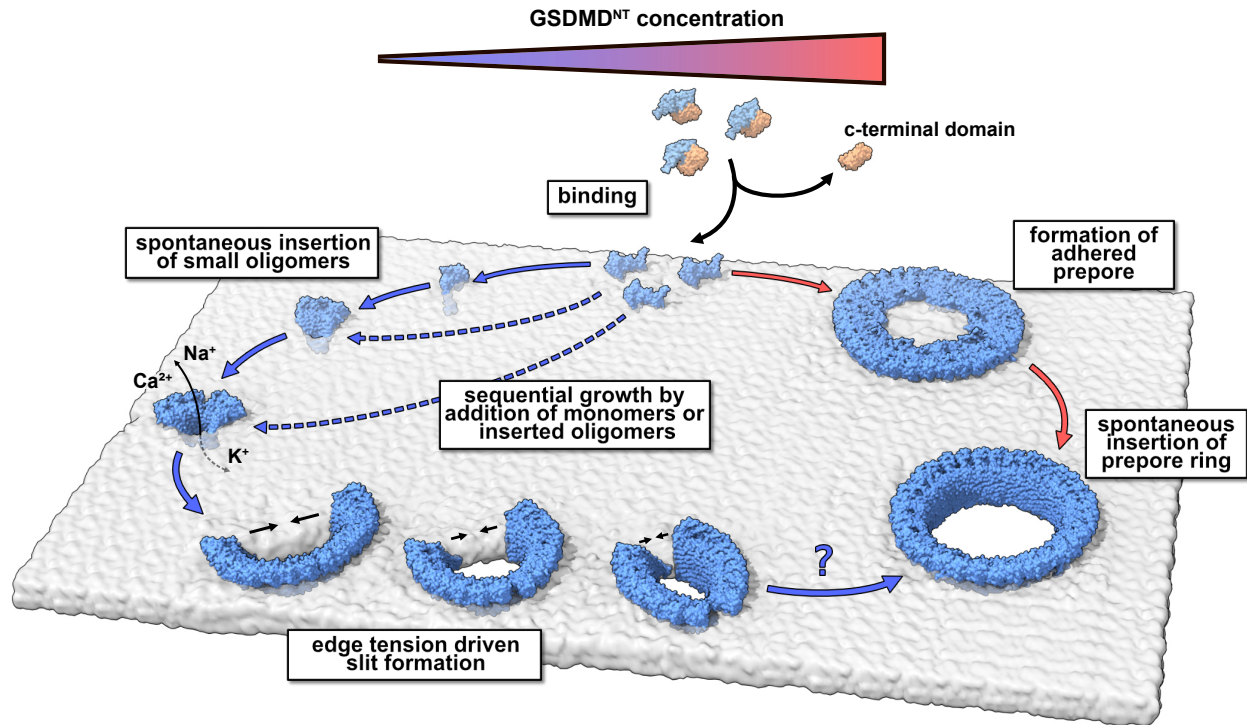 GSDMDᴺᵀ concentration
c-terminal domain
binding
spontaneous insertion
of small oligomers
formation of
adhered
prepore
Na⁺
Ca²⁺
K⁺
sequential growth by
addition of monomers or
inserted oligomers
spontaneous
insertion of
prepore ring
?
edge tension driven
slit formation